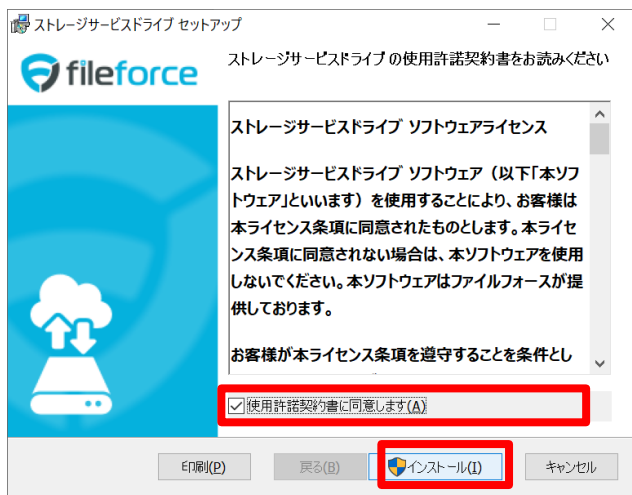 ストレージサービスドライブ セットアップ
fileforce
ストレージサービスドライブ の使用許諾契約書をお読みください
ストレージサービスドライブ ソフトウェアライセンス
ストレージサービスドライブ ソフトウェア（以下「本ソフ
トウェア」といいます）を使用することにより、お客様は
本ライセンス条項に同意されたものとします。本ライセ
ンス条項に同意されない場合は、本ソフトウェアを使用
しないでください。本ソフトウェアはファイルフォースが提
供しております。
お客様が本ライセンス条項を遵守することを条件とし
使用許諾契約書に同意します(A)
印刷(P) 戻る(B) インストール(I) キャンセル